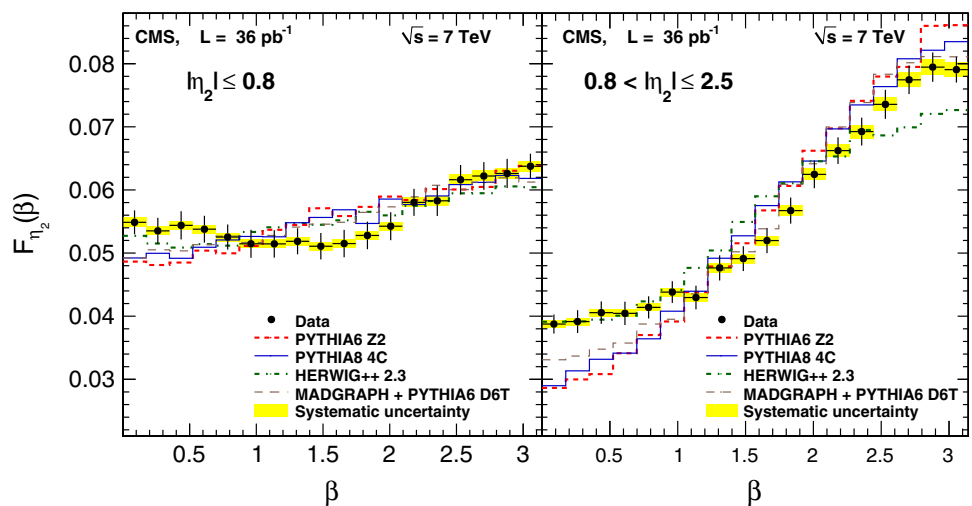 CMS, L = 36 pb⁻¹ √s = 7 TeV
|η₂| ≤ 0.8
F_η₂(β)
0.08
0.07
0.06
0.05
0.04
0.03
Data
PYTHIA6 Z2
PYTHIA8 4C
HERWIG++ 2.3
MADGRAPH + PYTHIA6 D6T
Systematic uncertainty
0.5 1 1.5 2 2.5 3
β
CMS, L = 36 pb⁻¹ √s = 7 TeV
0.8 < |η₂| ≤ 2.5
Data
PYTHIA6 Z2
PYTHIA8 4C
HERWIG++ 2.3
MADGRAPH + PYTHIA6 D6T
Systematic uncertainty
0.5 1 1.5 2 2.5 3
β